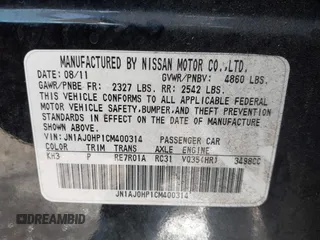 MANUFACTURED BY NISSAN MOTOR CO.,LTD.
DATE: 08/11 GVWR/PNBV: 4860 LBS.
GAWR/PNBE FR: 2327 LBS. RR: 2542 LBS.
THIS VEHICLE CONFORMS TO ALL APPLICABLE FEDERAL
MOTOR VEHICLE SAFETY, BUMPER, AND THEFT PREVENTION
STANDARDS IN EFFECT ON THE DATE OF MANUFACTURE
SHOWN ABOVE.
VIN: JN1AJ0HP1CM400314 PASSENGER CAR
COLOR TRIM TRANS AXLE ENGINE
KH3 P RE7R01A RC31 VQ35(HR) 3498CC
JN1AJ0HP1CM400314